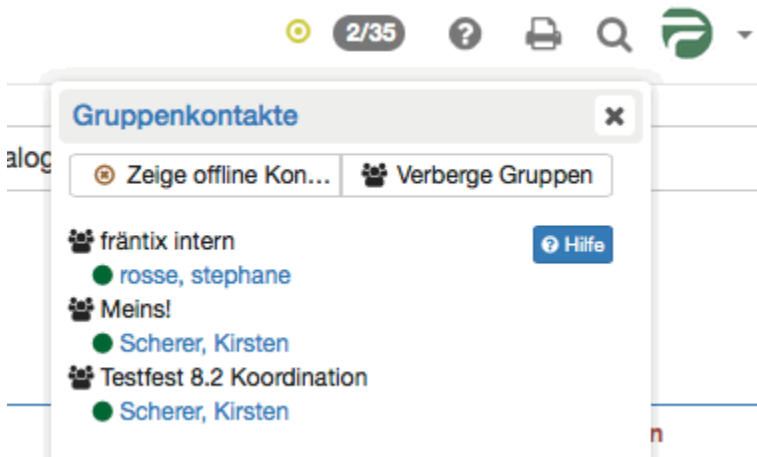 2/35
Gruppenkontakte
alog
Zeige offline Kon... Verberge Gruppen
fräntix intern
Hilfe
rosse, stephane
Meins!
Scherer, Kirsten
Testfest 8.2 Koordination
Scherer, Kirsten
n